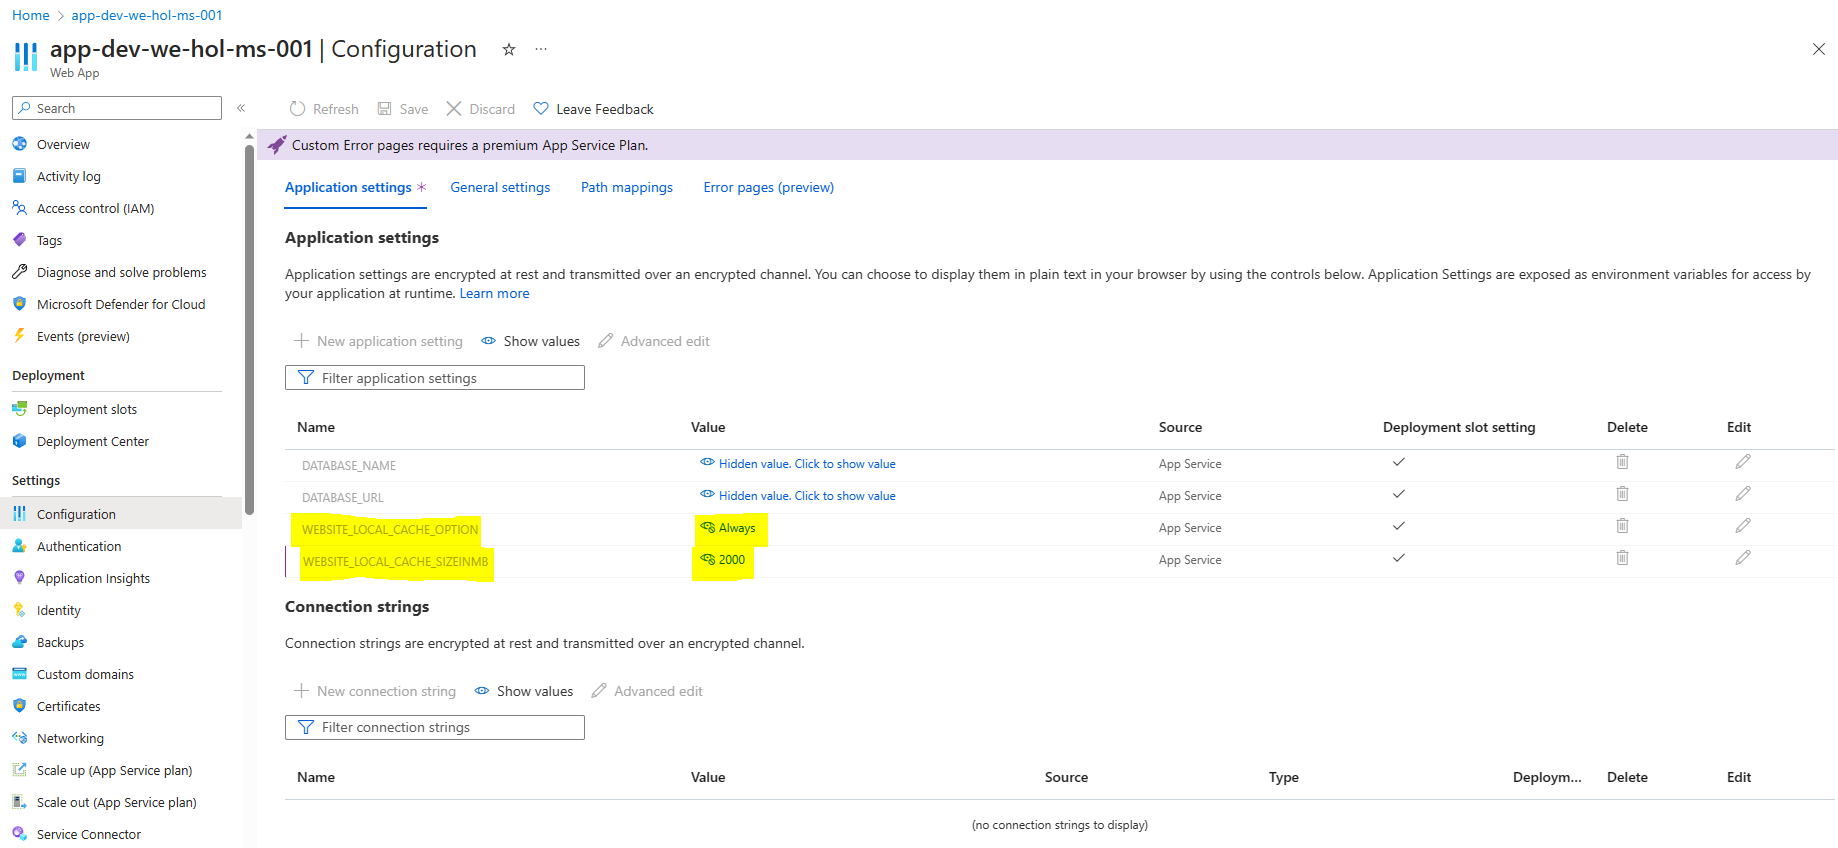 Home > app-dev-we-hol-ms-001
app-dev-we-hol-ms-001 | Configuration
Web App
Search
Overview
Activity log
Access control (IAM)
Tags
Diagnose and solve problems
Microsoft Defender for Cloud
Events (preview)
Deployment
Deployment slots
Deployment Center
Settings
Configuration
Authentication
Application Insights
Identity
Backups
Custom domains
Certificates
Networking
Scale up (App Service plan)
Scale out (App Service plan)
Service Connector
Refresh Save Discard Leave Feedback
Custom Error pages requires a premium App Service Plan.
Application settings * General settings Path mappings Error pages (preview)
Application settings
Application settings are encrypted at rest and transmitted over an encrypted channel. You can choose to display them in plain text in your browser by using the controls below. Application Settings are exposed as environment variables for access by
your application at runtime. Learn more
New application setting Show values Advanced edit
Filter application settings
Name Value Source Deployment slot setting Delete Edit
DATABASE_NAME Hidden value. Click to show value App Service
DATABASE_URL Hidden value. Click to show value App Service
WEBSITE_LOCAL_CACHE_OPTION Always App Service
WEBSITE_LOCAL_CACHE_SIZEINMB 2000 App Service
Connection strings
Connection strings are encrypted at rest and transmitted over an encrypted channel.
New connection string Show values Advanced edit
Filter connection strings
Name Value Source Type Deploym... Delete Edit
(no connection strings to display)